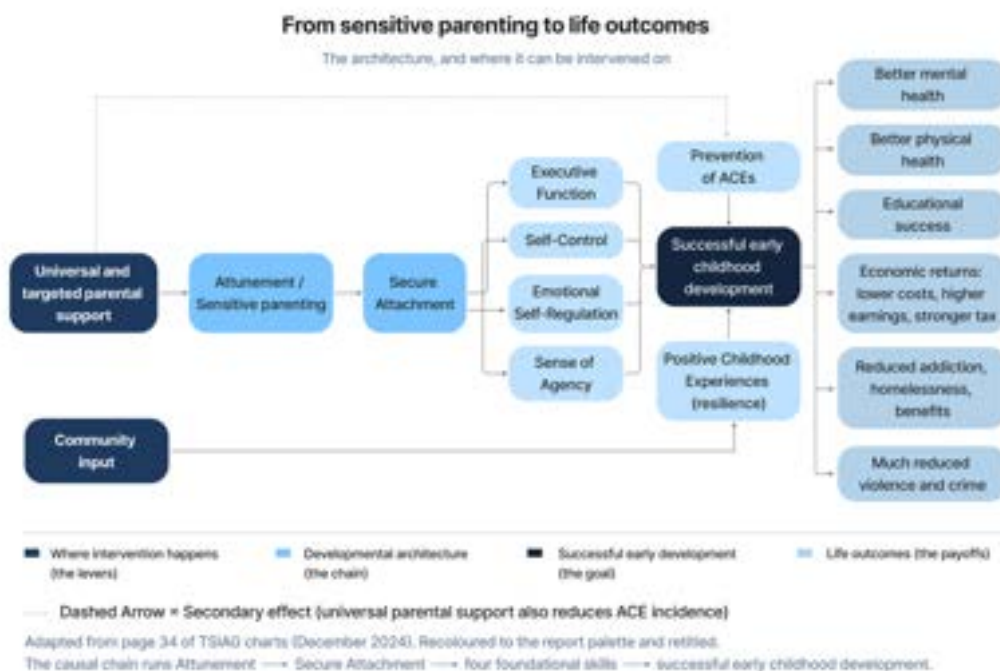 From sensitive parenting to life outcomes
The architecture, and where it can be intervened on
Universal and
targeted parental
support
Community
input
Attunement /
Sensitive parenting
Secure
Attachment
Executive
Function
Self-Control
Emotional
Self-Regulation
Sense of
Agency
Prevention
of ACEs
Successful early
childhood
development
Positive Childhood
Experiences
(resilience)
Better mental
health
Better physical
health
Educational
success
Economic returns:
lower costs, higher
earnings, stronger tax
Reduced addiction,
homelessness,
benefits
Much reduced
violence and crime
Where intervention happens
(the levers)
Developmental architecture
(the chain)
Successful early development
(the goal)
Life outcomes (the payoffs)
Dashed Arrow = Secondary effect (universal parental support also reduces ACE incidence)
Adapted from page 34 of TSIAG charts (December 2024). Recoloured to the report palette and retitled.
The causal chain runs Attunement ⟶ Secure Attachment ⟶ four foundational skills ⟶ successful early childhood development.